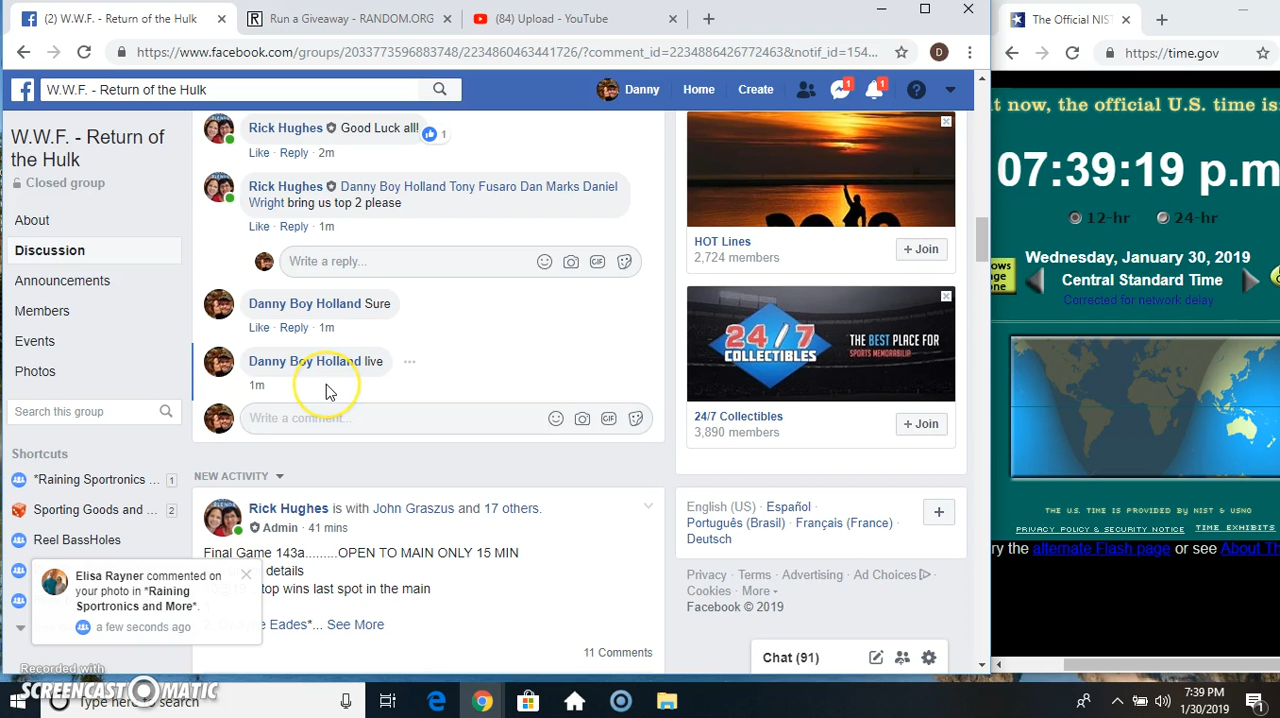 (2) W.W.F. - Return of the Hulk
Run a Giveaway - RANDOM.ORG
(84) Upload - YouTube
The Official NIST
https://www.facebook.com/groups/2033773596883748/2234860463441726/?comment_id=2234886426772463&notif_id=154...
D
https://time.gov
W.W.F. - Return of the Hulk
Danny
Home
Create
1
1
t now, the official U.S. time is
W.W.F. - Return of
the Hulk
Closed group
About
Discussion
Announcements
Members
Events
Photos
Search this group
Shortcuts
*Raining Sportronics ... 1
Sporting Goods and ... 2
Reel BassHoles
Rick Hughes Good Luck all!
1
Like · Reply · 2m
Rick Hughes Danny Boy Holland Tony Fusaro Dan Marks Daniel
Wright bring us top 2 please
Like · Reply · 1m
Write a reply...
GIF
Danny Boy Holland Sure
Like · Reply · 1m
Danny Boy Holland live
1m
Write a comment...
GIF
NEW ACTIVITY
Rick Hughes is with John Graszus and 17 others.
Admin · 41 mins
Final Game 143a.........OPEN TO MAIN ONLY 15 MIN
details
top wins last spot in the main
Eades*... See More
11 Comments
Elisa Rayner commented on
your photo in *Raining
Sportronics and More*.
a few seconds ago
HOT Lines
2,724 members
+ Join
24/7
COLLECTIBLES
THE BEST PLACE FOR
SPORTS MEMORABILIA
24/7 Collectibles
3,890 members
+ Join
English (US) · Español ·
Português (Brasil) · Français (France) ·
Deutsch
Privacy · Terms · Advertising · Ad Choices
Cookies · More
Facebook © 2019
Chat (91)
07:39:19 p.m
12-hr
24-hr
Wednesday, January 30, 2019
Central Standard Time
Corrected for network delay
ows
age
one
THE U.S. TIME IS PROVIDED BY NIST & USNO
PRIVACY POLICY & SECURITY NOTICE
TIME EXHIBITS
ry the alternate Flash page or see About Th
Recorded with
SCREENCAST-O-MATIC
Type here to search
7:39 PM
1/30/2019
1